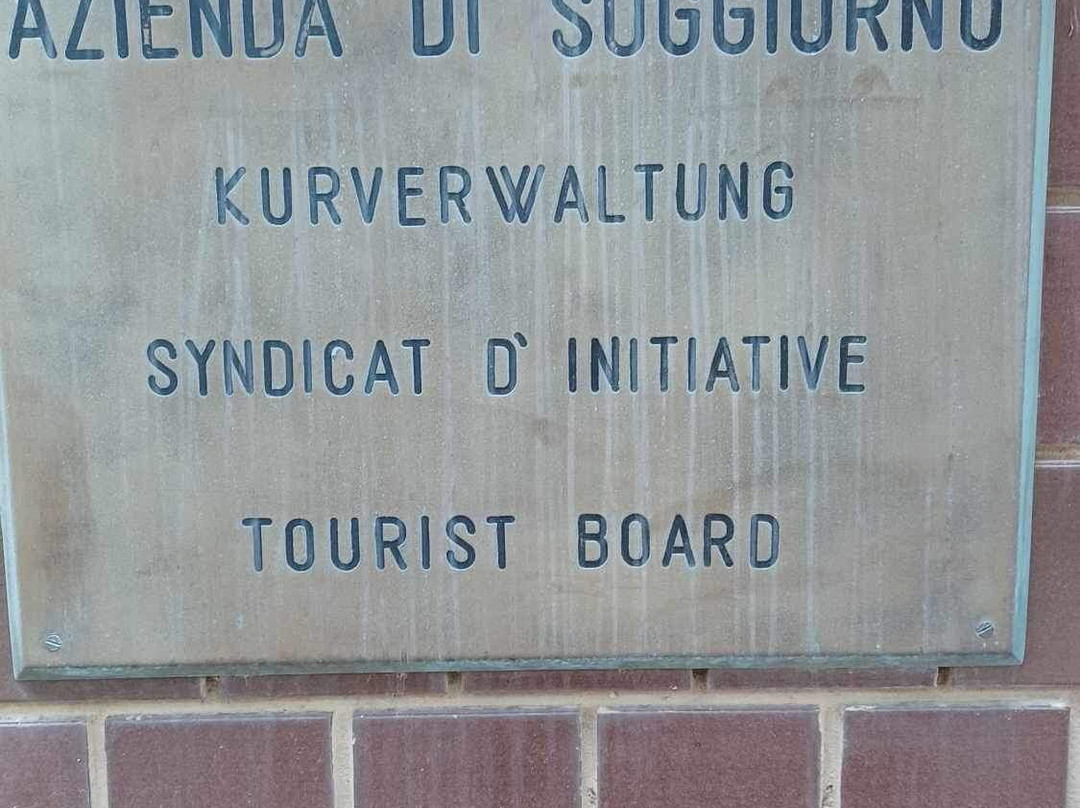 AZIENDA DI SOGGIORNO
KURVERWALTUNG
SYNDICAT D` INITIATIVE
TOURIST BOARD